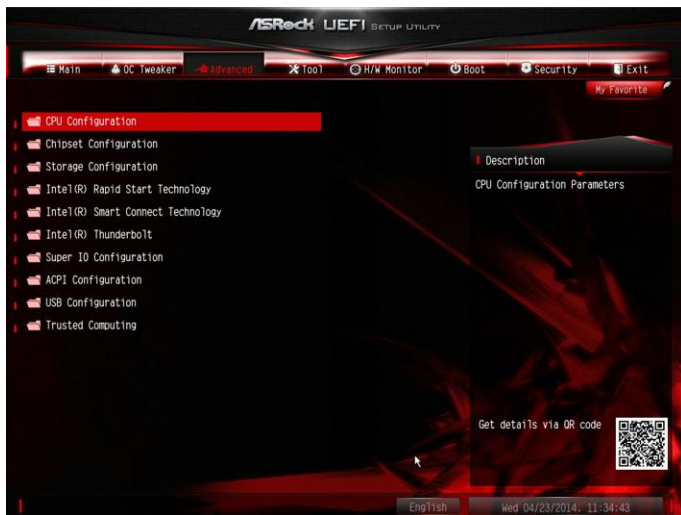 ASRock UEFI SETUP UTILITY
Main OC Tweaker Advanced Tool H/W Monitor Boot Security Exit
My Favorite
CPU Configuration
Chipset Configuration
Storage Configuration
Intel(R) Rapid Start Technology
Intel(R) Smart Connect Technology
Intel(R) Thunderbolt
Super IO Configuration
ACPI Configuration
USB Configuration
Trusted Computing
Description
CPU Configuration Parameters
Get details via QR code
English
Wed 04/23/2014. 11:34:43